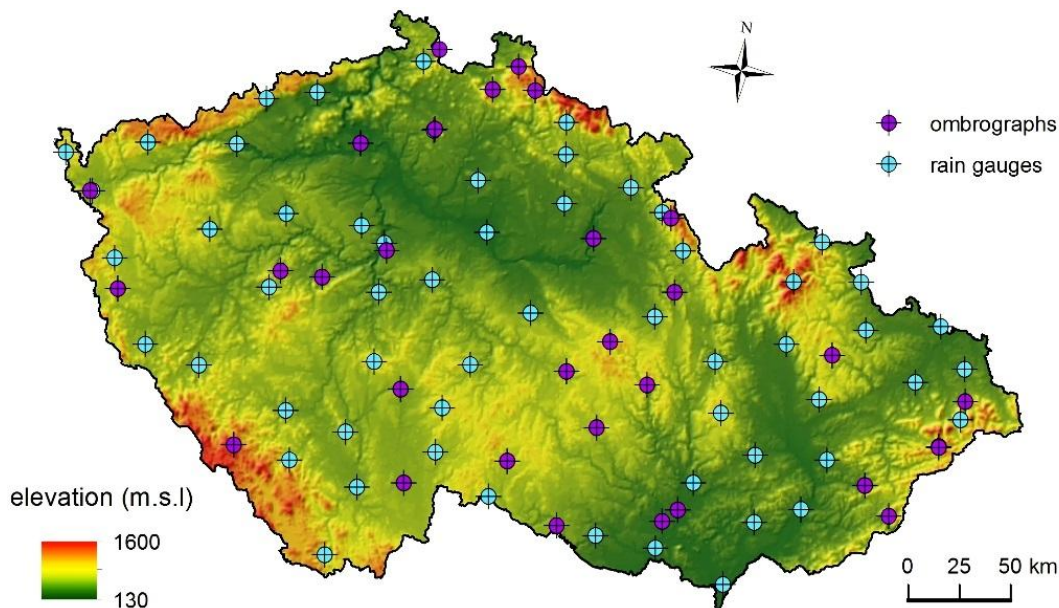 N
ombrographs
rain gauges
elevation (m.s.l)
1600
130
0 25 50 km